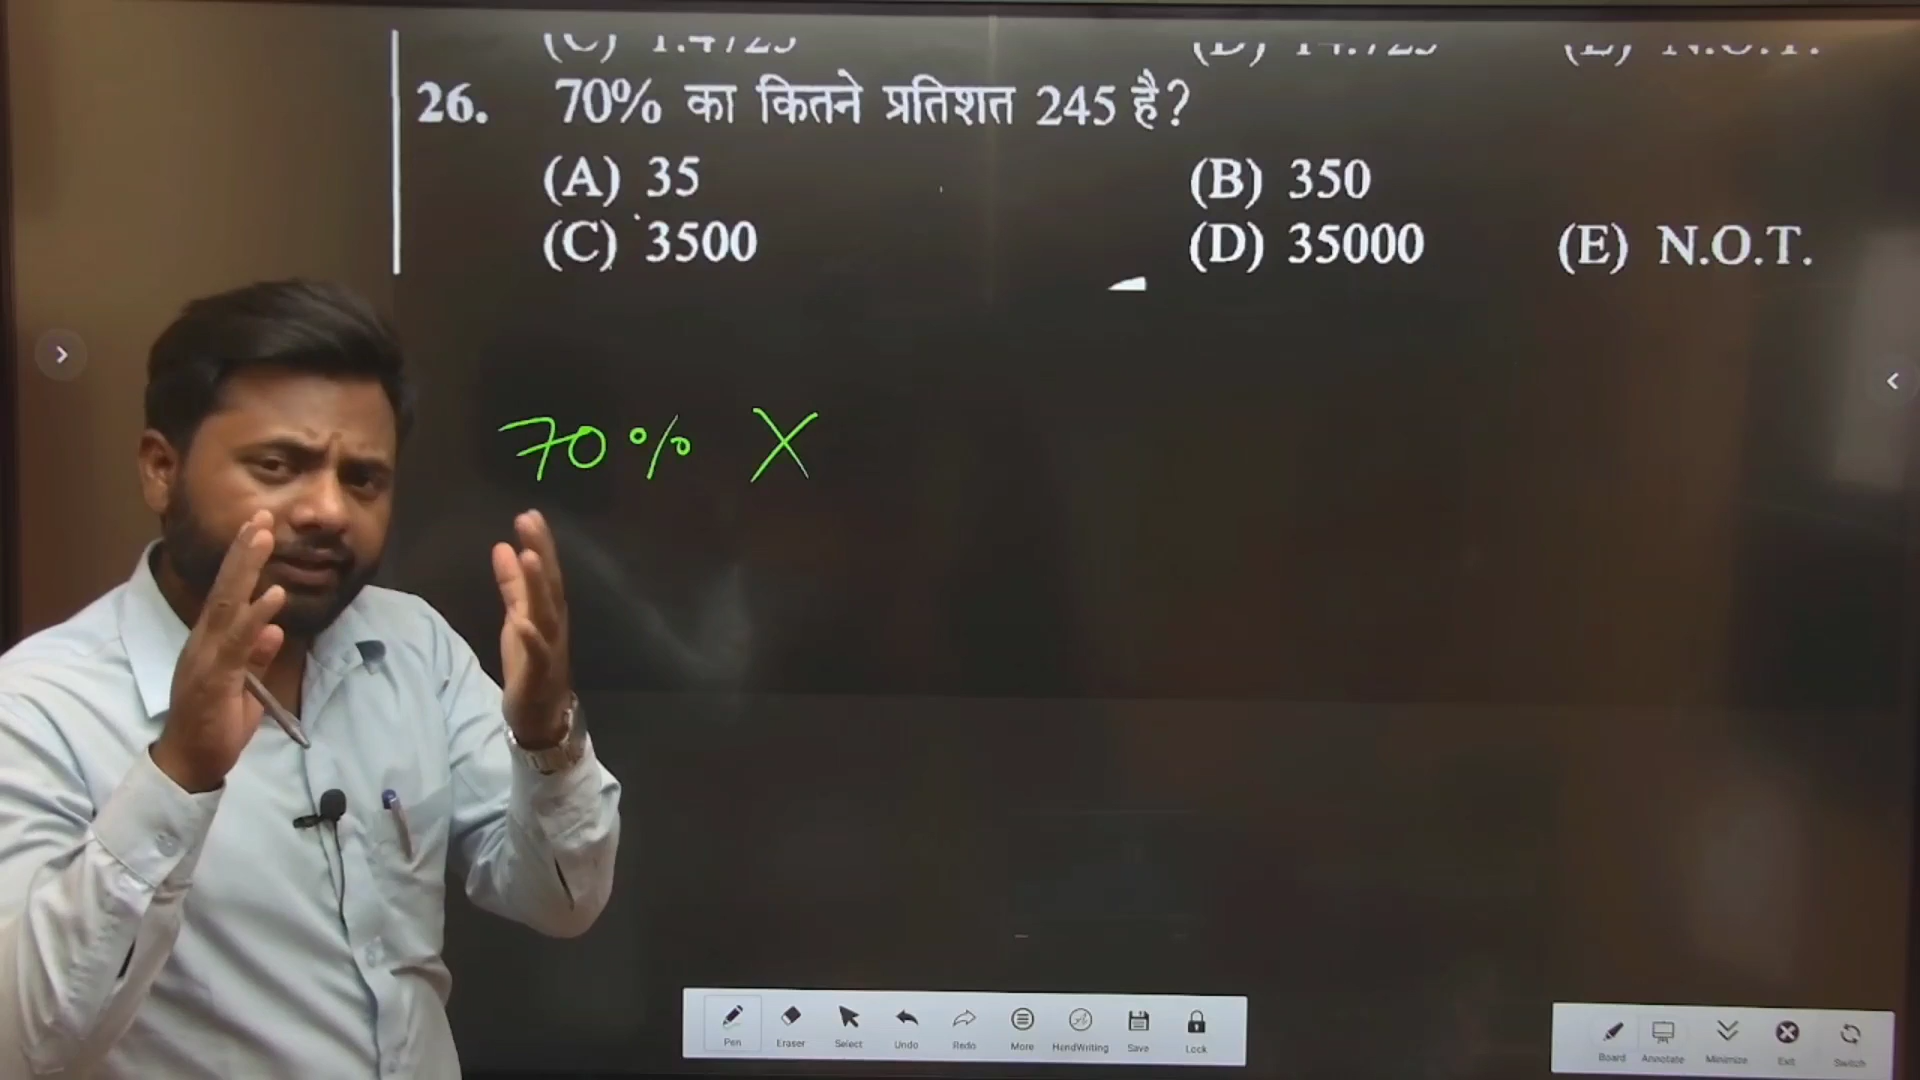 26. 70% का कितने प्रतिशत 245 है?
(A) 35 (B) 350
(C) 3500 (D) 35000 (E) N.O.T.
70% X
Pen Eraser Select Undo Redo More HandWriting Save Lock
Board Annotate Minimize Exit Switch